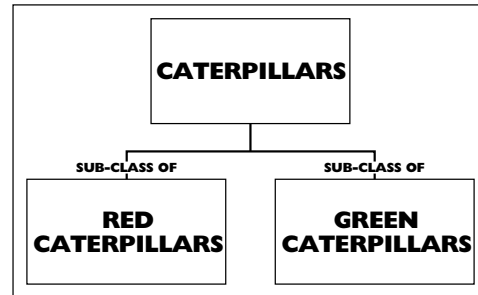 CATERPILLARS
SUB-CLASS OF
SUB-CLASS OF
RED
CATERPILLARS
GREEN
CATERPILLARS